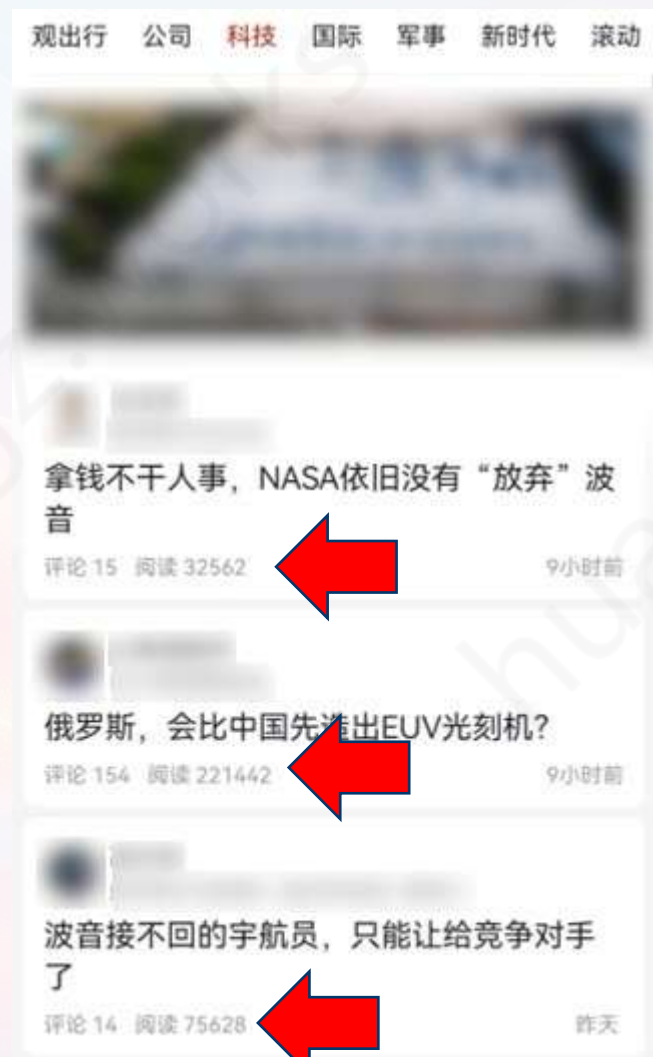 观出行 公司 科技 国际 军事 新时代 滚动
拿钱不干人事，NASA依旧没有“放弃”波
音
评论 15 阅读 32562 9小时前
俄罗斯，会比中国先造出EUV光刻机？
评论 154 阅读 221442 9小时前
波音接不回的宇航员，只能让给竞争对手
了
评论 14 阅读 75628 昨天